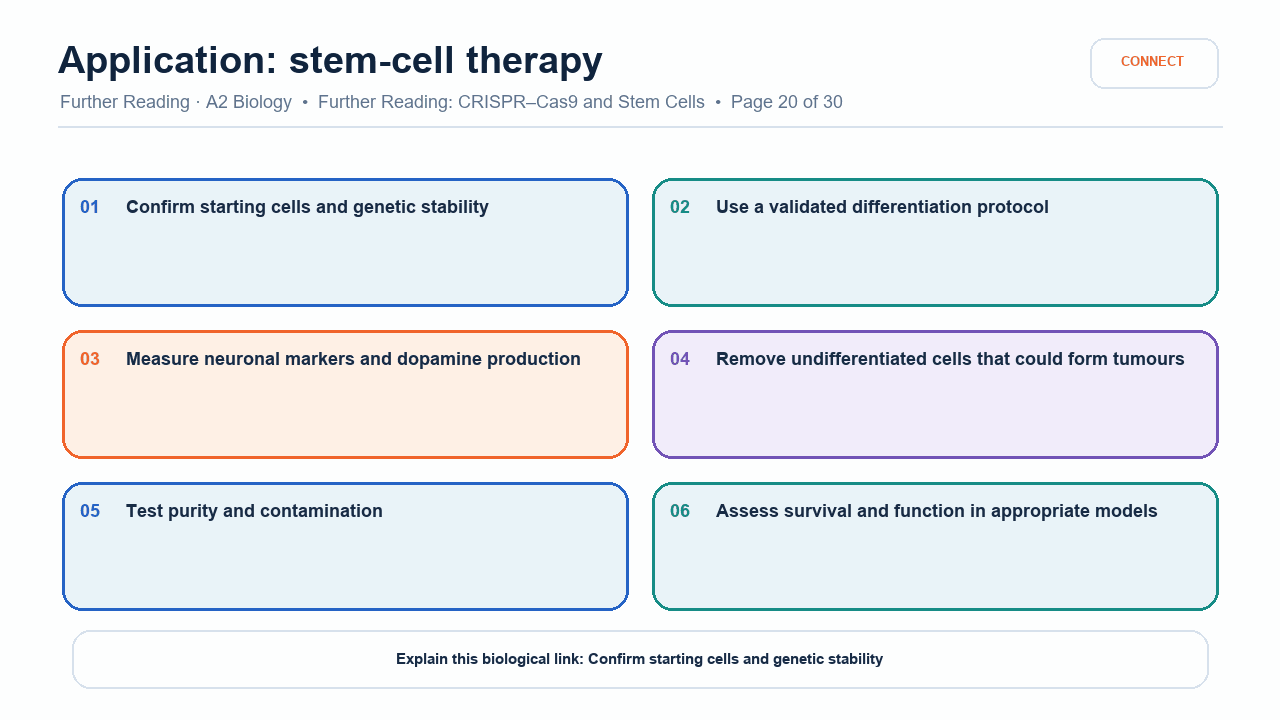 Application: stem-cell therapy
CONNECT
Further Reading · A2 Biology • Further Reading: CRISPR–Cas9 and Stem Cells • Page 20 of 30
01 Confirm starting cells and genetic stability
02 Use a validated differentiation protocol
03 Measure neuronal markers and dopamine production
04 Remove undifferentiated cells that could form tumours
05 Test purity and contamination
06 Assess survival and function in appropriate models
Explain this biological link: Confirm starting cells and genetic stability